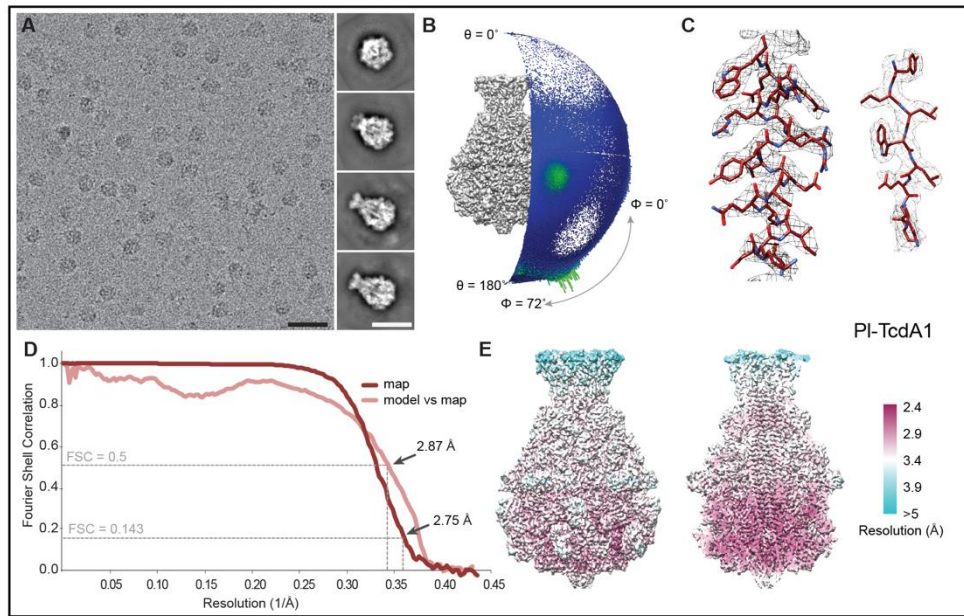 A
B
θ = 0°
Φ = 0°
θ = 180°
Φ = 72°
C
Pl-TcdA1
D
1.0
0.8
0.6
0.4
0.2
0.0
Fourier Shell Correlation
map
model vs map
2.87 Å
FSC = 0.5
2.75 Å
FSC = 0.143
0.05
0.10
0.15
0.20
0.25
0.30
0.35
0.40
0.45
Resolution (1/Å)
E
2.4
2.9
3.4
3.9
>5
Resolution (Å)